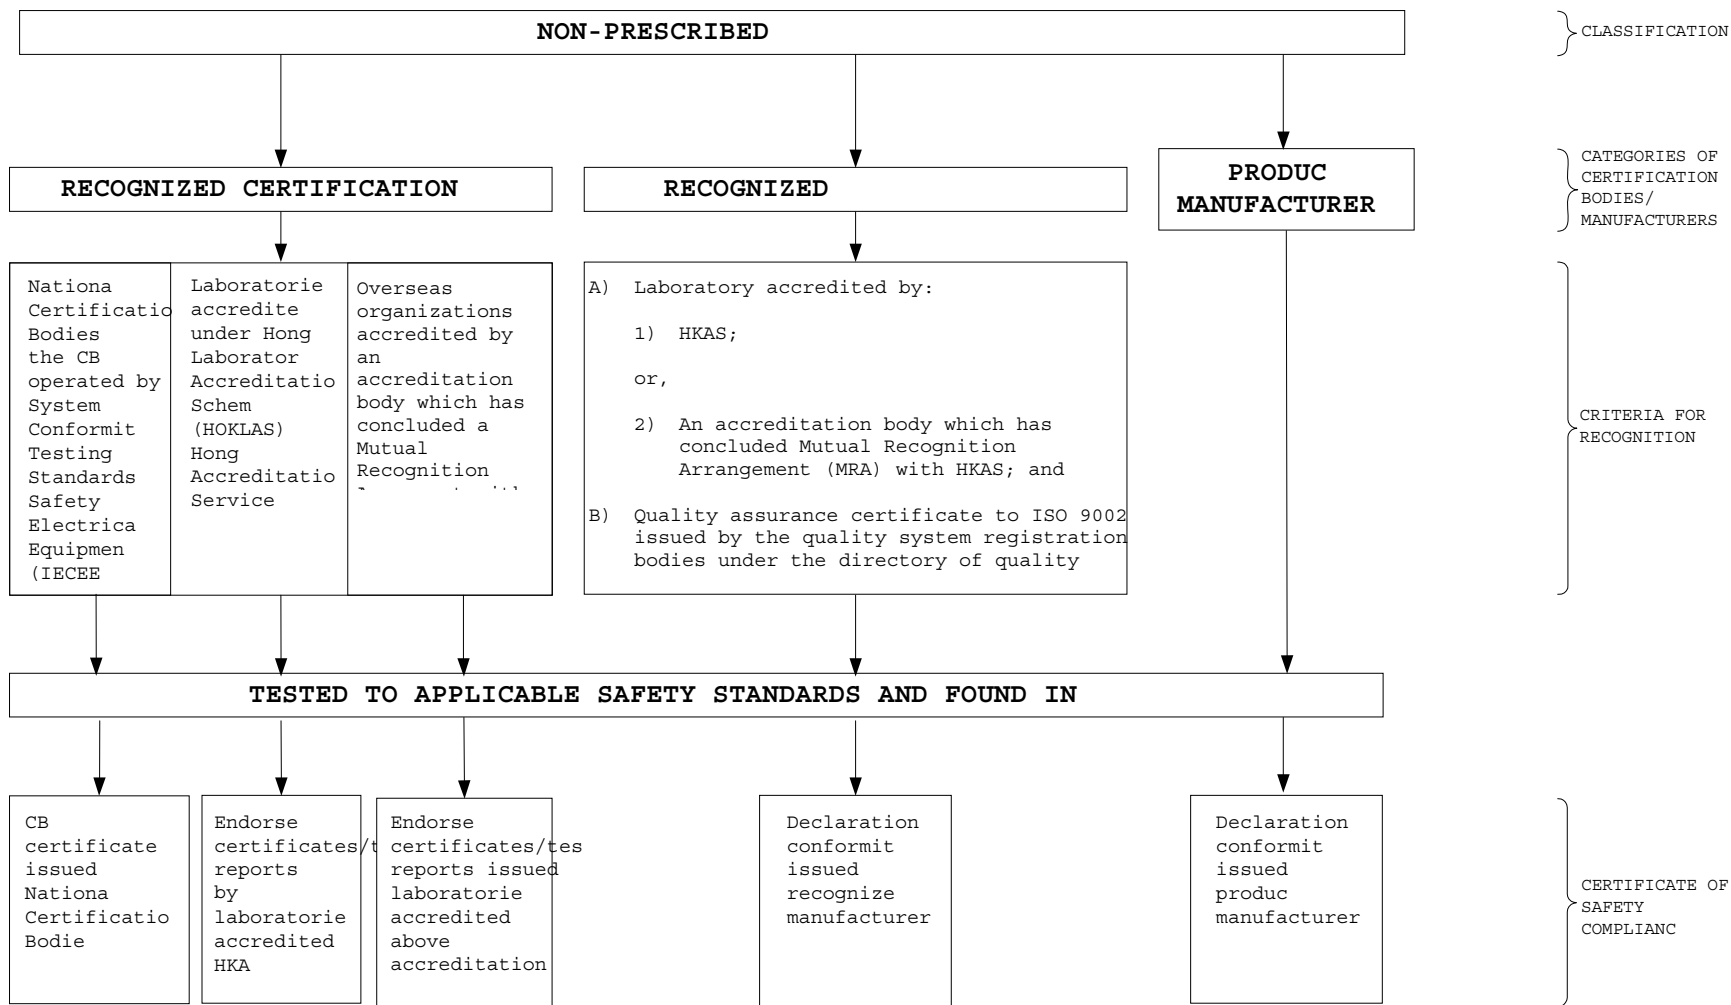 NON-PRESCRIBED
CLASSIFICATION
RECOGNIZED CERTIFICATION
RECOGNIZED
PRODUC
MANUFACTURER
CATEGORIES OF
CERTIFICATION
BODIES/
MANUFACTURERS
Nationa
Certificatio
Bodies
the CB
operated by
System
Conformit
Testing
Standards
Safety
Electrica
Equipmen
(IECEE
Laboratorie
accredite
under Hong
Laborator
Accreditatio
Schem
(HOKLAS)
Hong
Accreditatio
Service
Overseas
organizations
accredited by
an
accreditation
body which has
concluded a
Mutual
Recognition
A) Laboratory accredited by:
1) HKAS;
or,
2) An accreditation body which has
concluded Mutual Recognition
Arrangement (MRA) with HKAS; and
B) Quality assurance certificate to ISO 9002
issued by the quality system registration
bodies under the directory of quality
CRITERIA FOR
RECOGNITION
TESTED TO APPLICABLE SAFETY STANDARDS AND FOUND IN
CB
certificate
issued
Nationa
Certificatio
Bodie
Endorse
certificates/t
reports
by
laboratorie
accredited
HKA
Endorse
certificates/tes
reports issued
laboratorie
accredited
above
accreditation
Declaration
conformit
issued
recognize
manufacturer
Declaration
conformit
issued
produc
manufacturer
CERTIFICATE OF
SAFETY
COMPLIANC